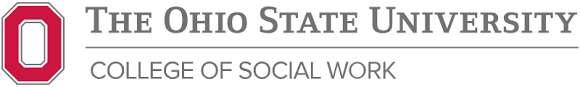 The Ohio State University
COLLEGE OF SOCIAL WORK